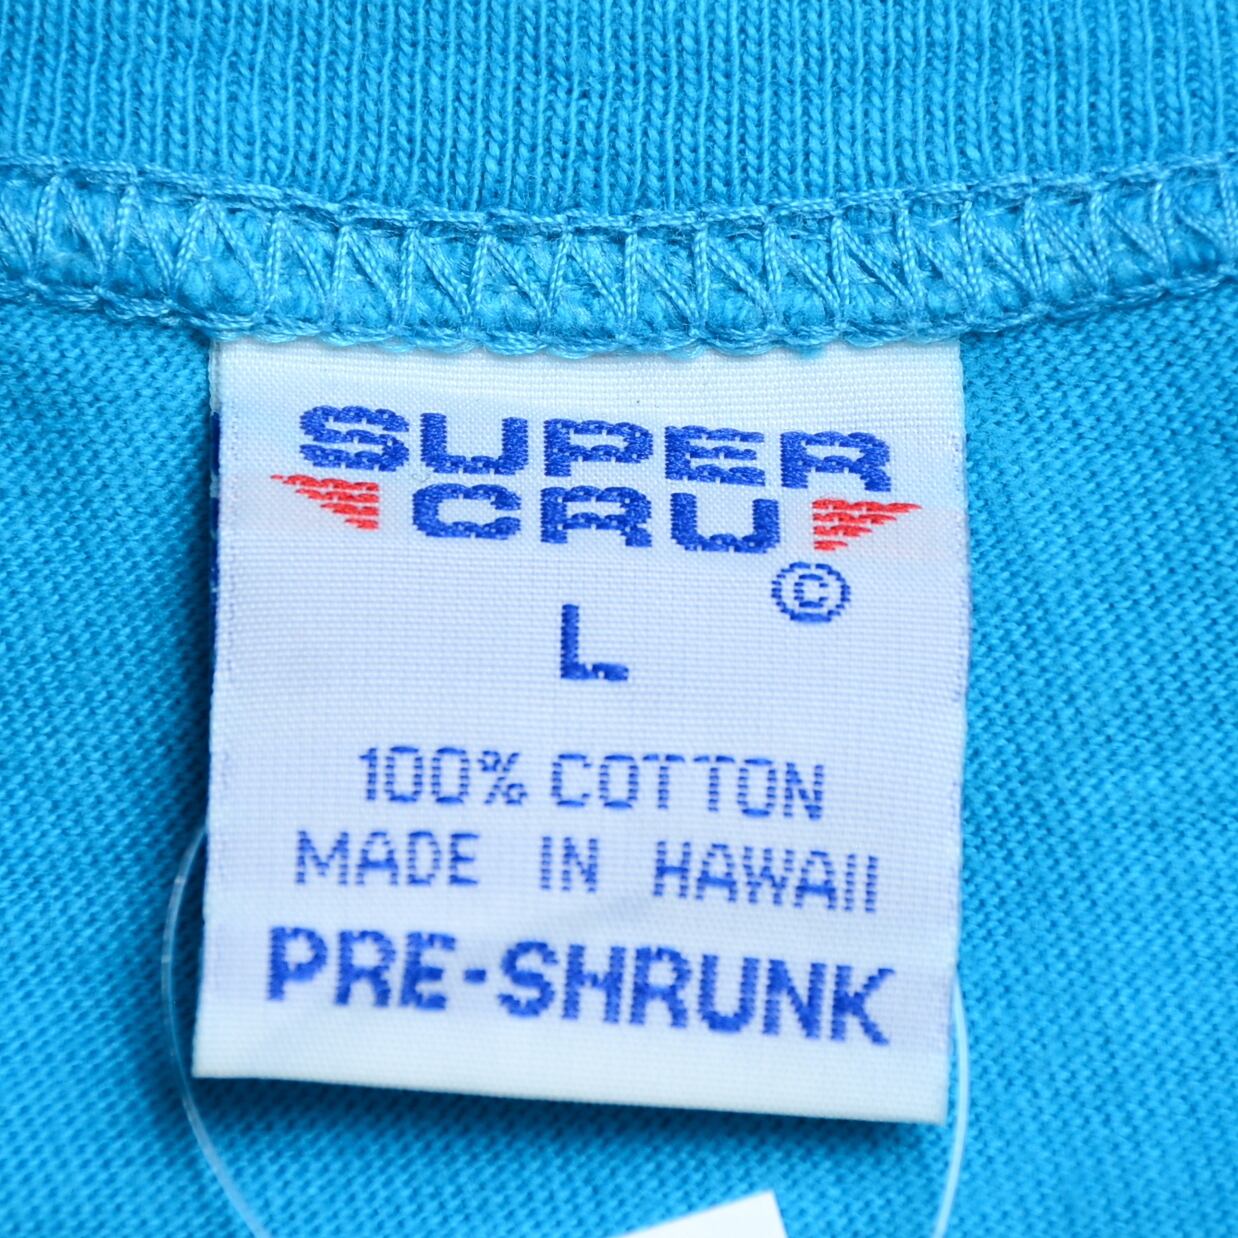 SUPER
CRU
©
L
100% COTTON
MADE IN HAWAII
PRE-SHRUNK